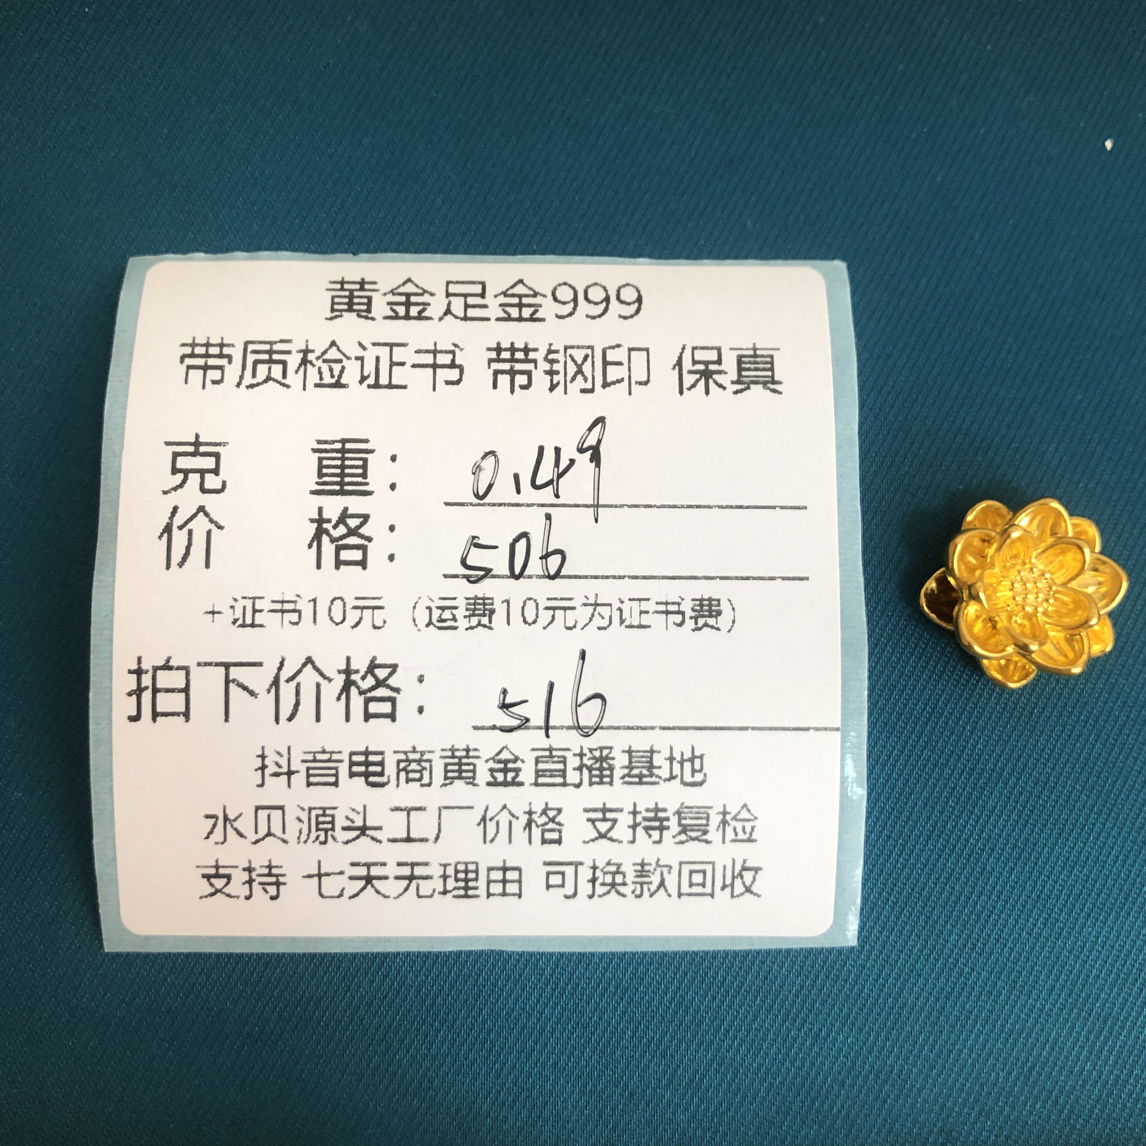 黄金足金999
带质检证书 带钢印 保真
克 重: 0.49
价 格: 506
+证书10元 (运费10元为证书费)
拍下价格: 516
抖音电商黄金直播基地
水贝源头工厂价格 支持复检
支持 七天无理由 可换款回收